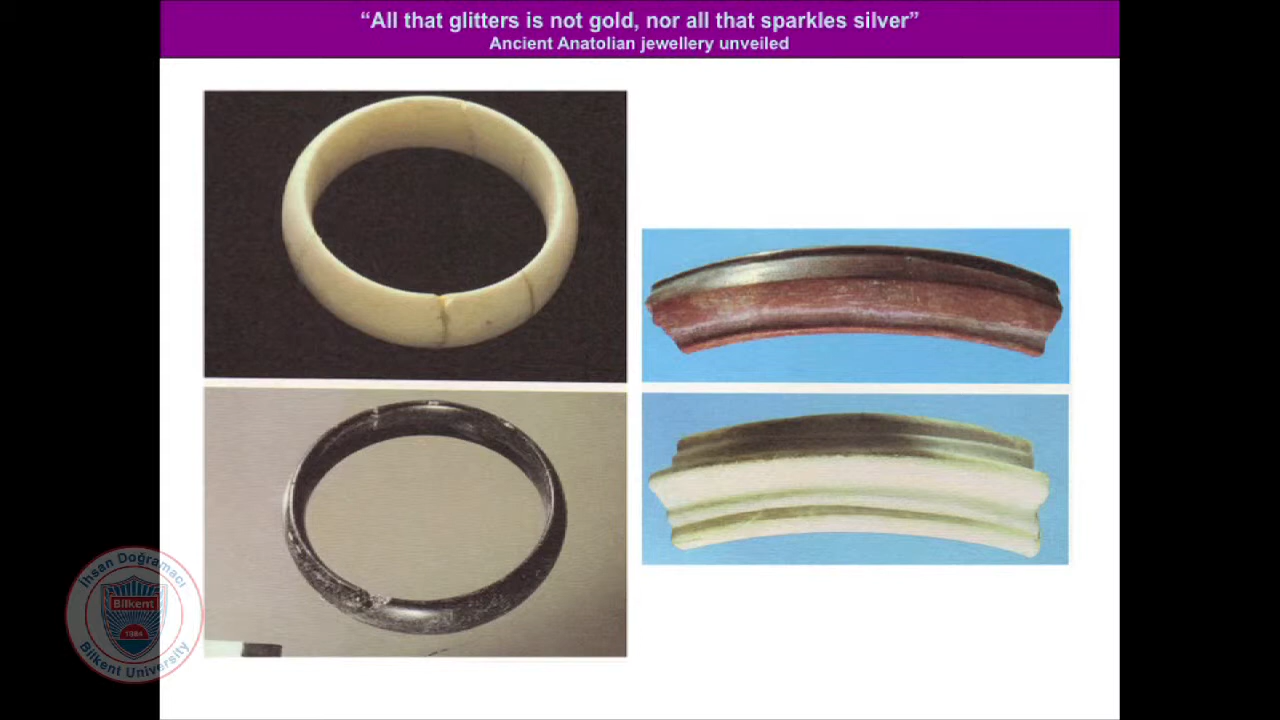 “All that glitters is not gold, nor all that sparkles silver”
Ancient Anatolian jewellery unveiled
İhsan Doğramacı
Bilkent
1984
Bilkent University